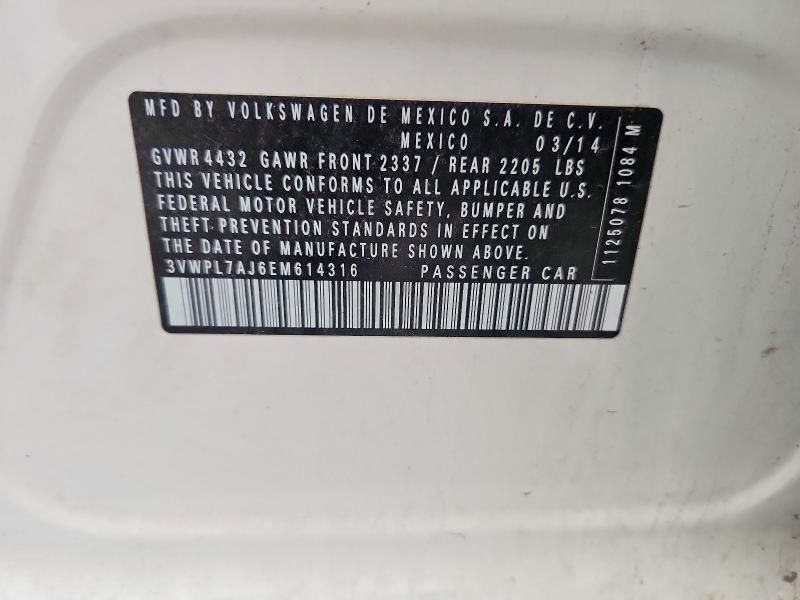 MFD BY VOLKSWAGEN DE MEXICO S.A. DE C.V.
MEXICO 03/14
GVWR 4432 GAWR FRONT 2337 / REAR 2205 LBS
THIS VEHICLE CONFORMS TO ALL APPLICABLE U.S.
FEDERAL MOTOR VEHICLE SAFETY, BUMPER AND
THEFT PREVENTION STANDARDS IN EFFECT ON
THE DATE OF MANUFACTURE SHOWN ABOVE.
3VWPL7AJ6EM614316 PASSENGER CAR
1125078 1084 M